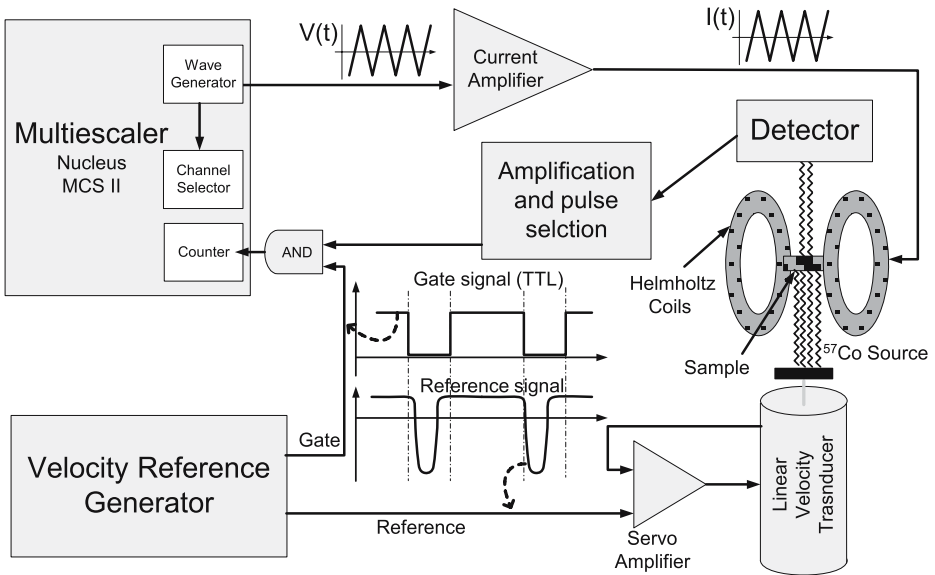 V(t)
I(t)
Wave
Generator
Current
Amplifier
Multiescaler
Nucleus
MCS II
Channel
Selector
Detector
Amplification
and pulse
selction
Counter
AND
Helmholtz
Coils
Gate signal (TTL)
Sample
57Co Source
Reference signal
Gate
Velocity Reference
Generator
Reference
Servo
Amplifier
Linear
Velocity
Trasnducer